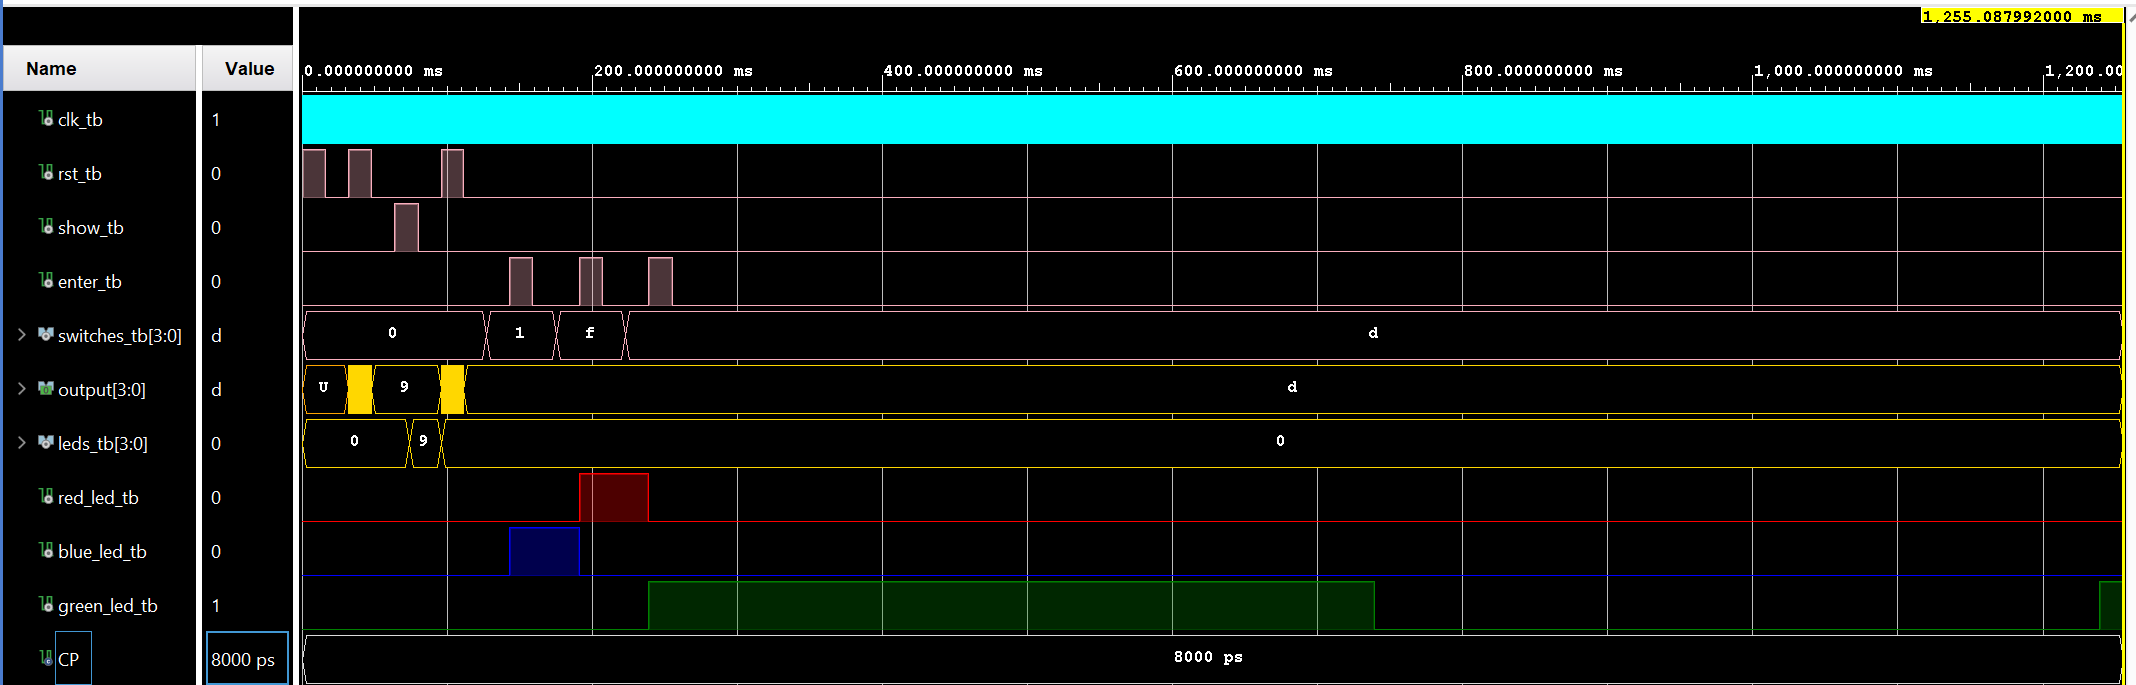 1,255.087992000 ms
Name Value 0.000000000 ms 200.000000000 ms 400.000000000 ms 600.000000000 ms 800.000000000 ms 1,000.000000000 ms 1,200.00
clk_tb 1
rst_tb 0
show_tb 0
enter_tb 0
switches_tb[3:0] d 0 1 f d
output[3:0] d U 9 d
leds_tb[3:0] 0 0 9 0
red_led_tb 0
blue_led_tb 0
green_led_tb 1
CP 8000 ps 8000 ps